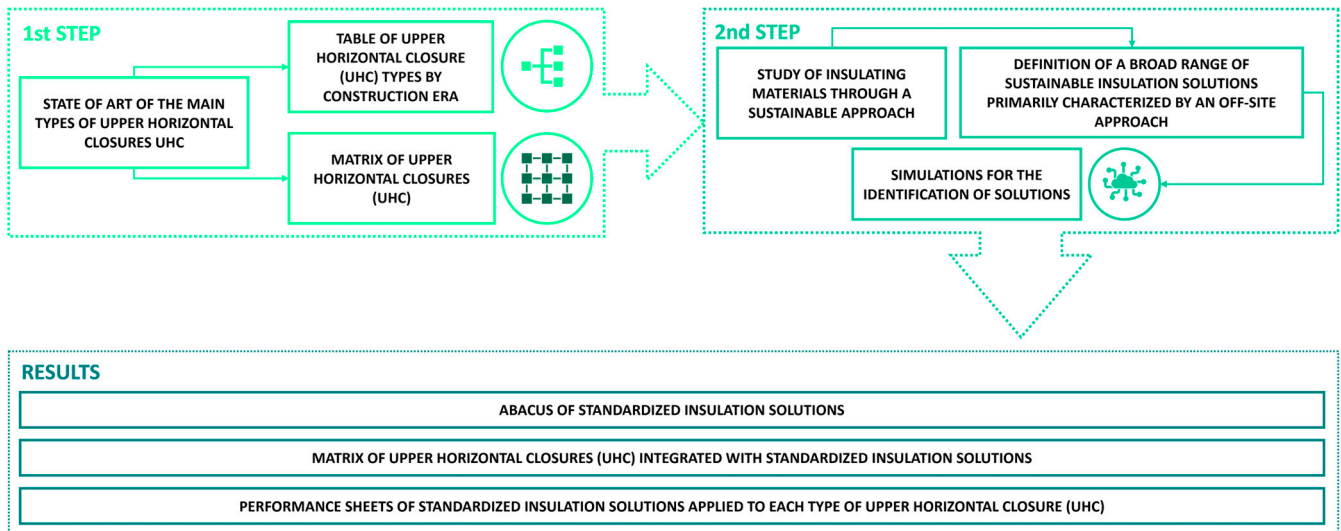 1st STEP
STATE OF ART OF THE MAIN
TYPES OF UPPER HORIZONTAL
CLOSURES UHC
TABLE OF UPPER
HORIZONTAL CLOSURE
(UHC) TYPES BY
CONSTRUCTION ERA
MATRIX OF UPPER
HORIZONTAL CLOSURES
(UHC)
2nd STEP
STUDY OF INSULATING
MATERIALS THROUGH A
SUSTAINABLE APPROACH
DEFINITION OF A BROAD RANGE OF
SUSTAINABLE INSULATION SOLUTIONS
PRIMARILY CHARACTERIZED BY AN OFF-SITE
APPROACH
SIMULATIONS FOR THE
IDENTIFICATION OF SOLUTIONS
RESULTS
ABACUS OF STANDARDIZED INSULATION SOLUTIONS
MATRIX OF UPPER HORIZONTAL CLOSURES (UHC) INTEGRATED WITH STANDARDIZED INSULATION SOLUTIONS
PERFORMANCE SHEETS OF STANDARDIZED INSULATION SOLUTIONS APPLIED TO EACH TYPE OF UPPER HORIZONTAL CLOSURE (UHC)